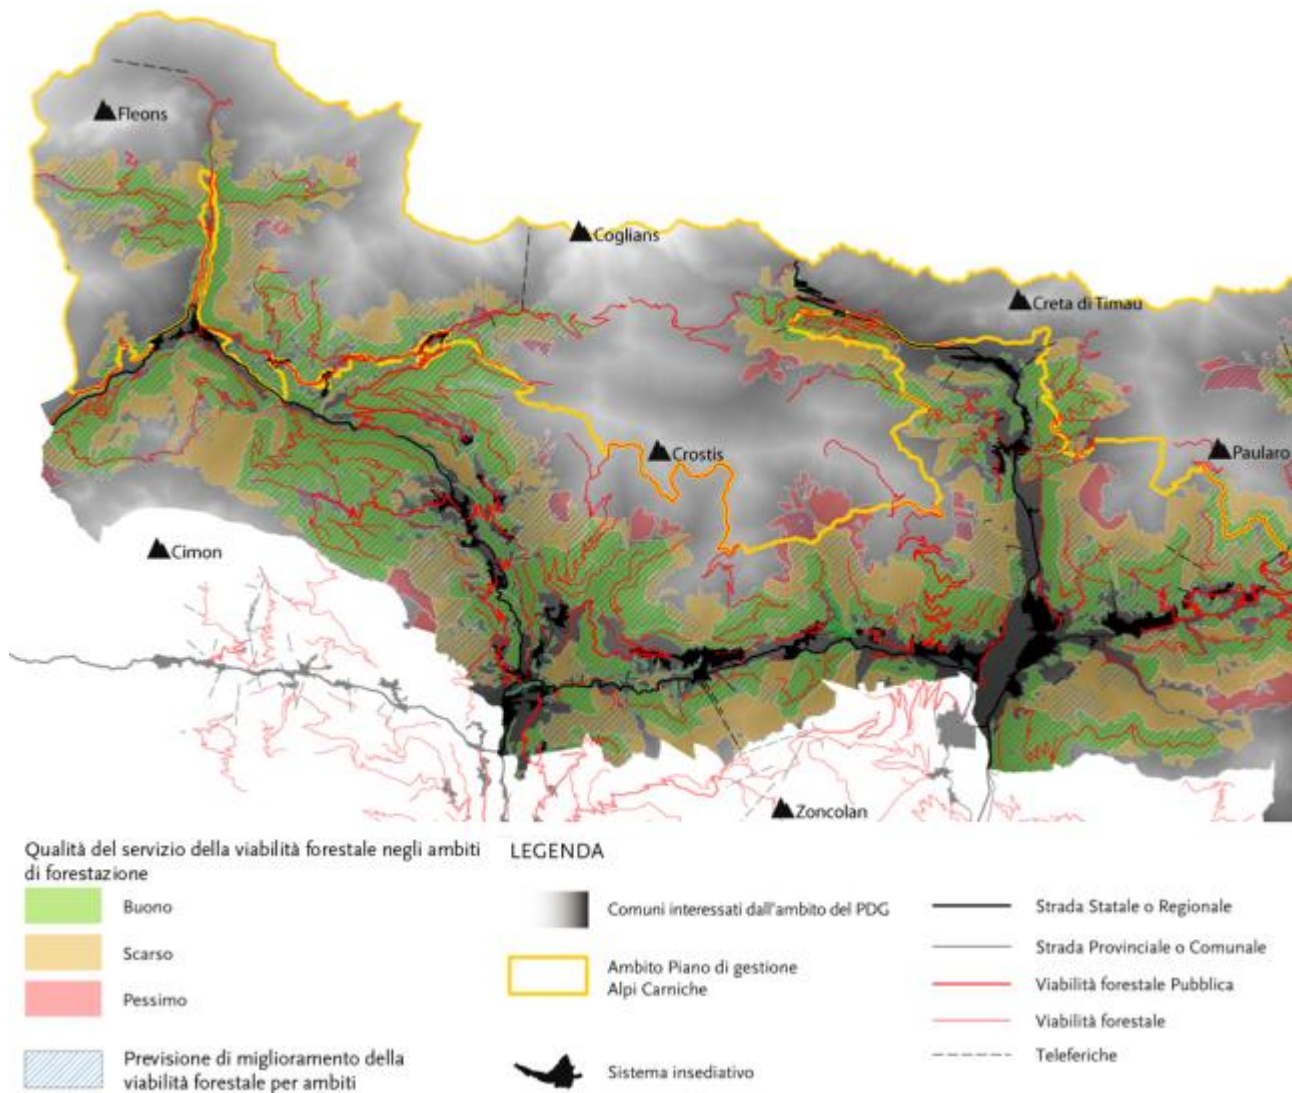 Fleons
Coglians
Creta di Timau
Crostis
Paularo
Cimon
Zoncolan
Qualità del servizio della viabilità forestale negli ambiti
di forestazione
Buono
Scarso
Pessimo
Previsione di miglioramento della
viabilità forestale per ambiti
LEGENDA
Comuni interessati dall'ambito del PDG
Ambito Piano di gestione
Alpi Carniche
Sistema insediativo
Strada Statale o Regionale
Strada Provinciale o Comunale
Viabilità forestale Pubblica
Viabilità forestale
Teleferiche